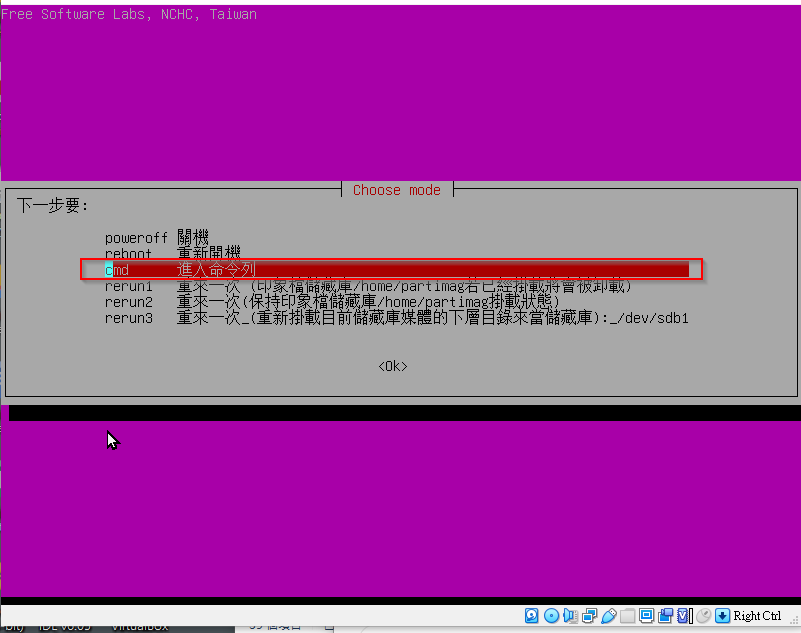 Free Software Labs, NCHC, Taiwan
Choose mode
下一步要:
poweroff 關機
reboot 重新開機
cmd 進入命令列
rerun1 重來一次 (印象檔儲藏庫/home/partimag若已經掛載將會被卸載)
rerun2 重來一次(保持印象檔儲藏庫/home/partimag掛載狀態)
rerun3 重來一次_(重新掛載目前儲藏庫媒體的下層目錄來當儲藏庫):_/dev/sdb1
<Ok>
Right Ctrl